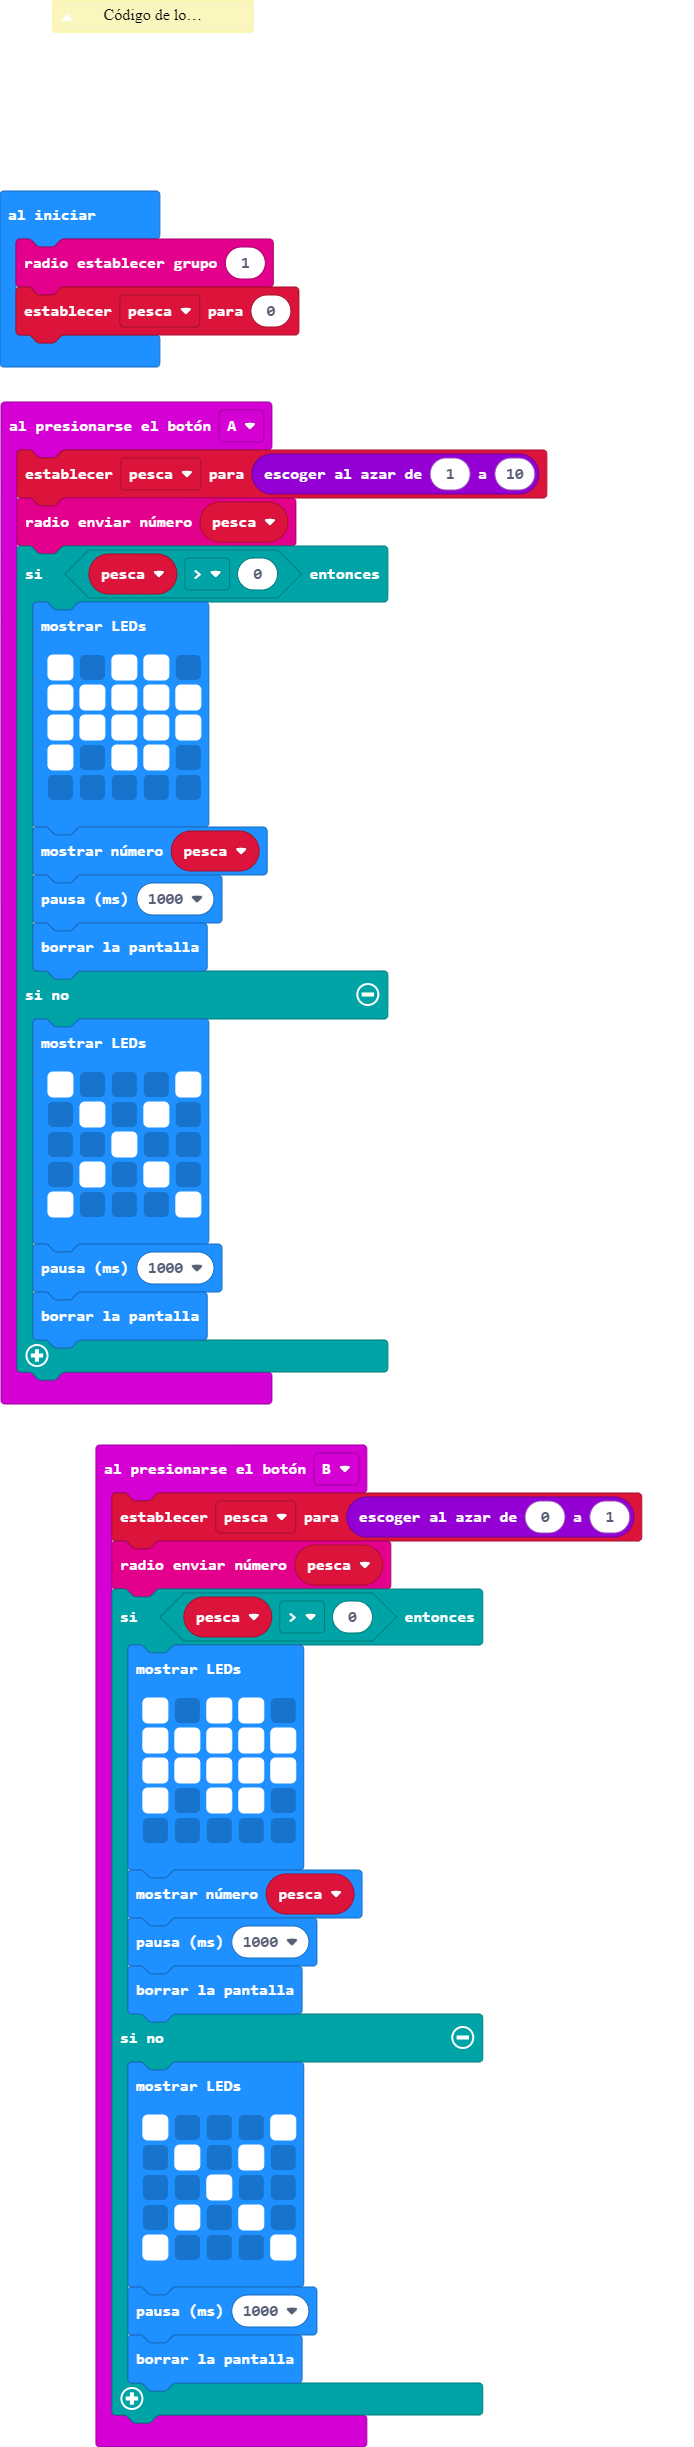 Código de lo...
al iniciar
radio establecer grupo 1
establecer pesca para 0
al presionarse el botón A
establecer pesca para escoger al azar de 1 a 10
radio enviar número pesca
si pesca > 0 entonces
mostrar LEDs
mostrar número pesca
pausa (ms) 1000
borrar la pantalla
si no
mostrar LEDs
pausa (ms) 1000
borrar la pantalla
al presionarse el botón B
establecer pesca para escoger al azar de 0 a 1
radio enviar número pesca
si pesca > 0 entonces
mostrar LEDs
mostrar número pesca
pausa (ms) 1000
borrar la pantalla
si no
mostrar LEDs
pausa (ms) 1000
borrar la pantalla